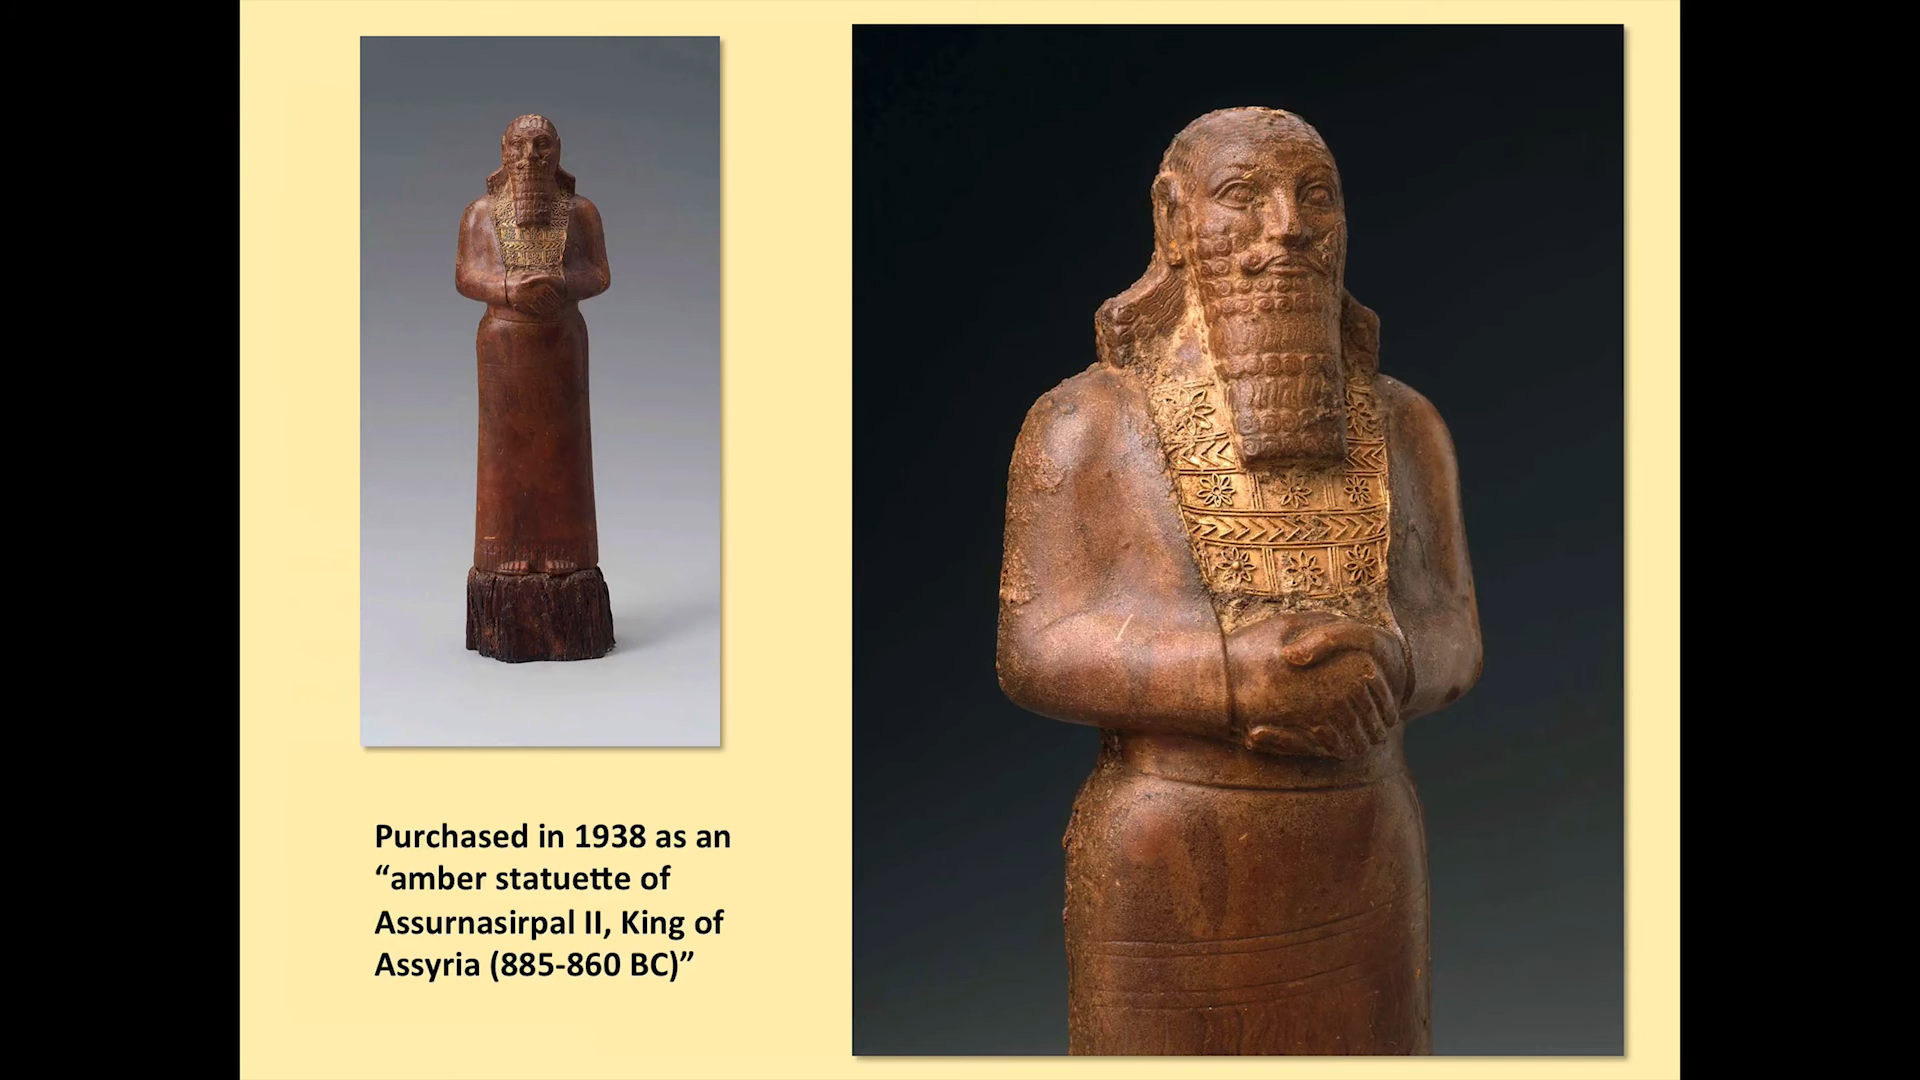 Purchased in 1938 as an
“amber statuette of
Assurnasirpal II, King of
Assyria (885-860 BC)”